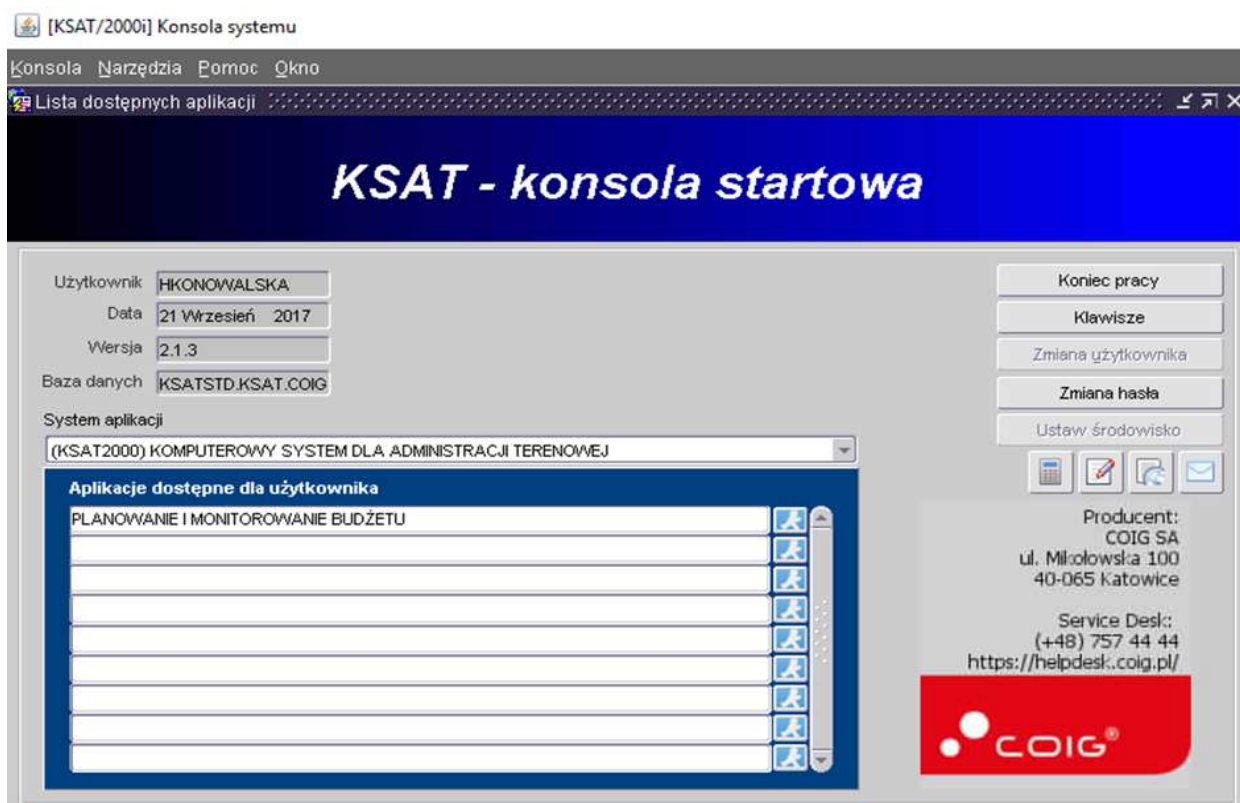 [KSAT/2000i] Konsola systemu
Konsola Narzędzia Pomoc Okno
Lista dostępnych aplikacji
KSAT - konsola startowa
Użytkownik HKONOWALSKA
Data 21 Wrzesień 2017
Wersja 2.1.3
Baza danych KSATSTD.KSAT.COIG
System aplikacji
(KSAT2000) KOMPUTEROWY SYSTEM DLA ADMINISTRACJI TERENOWEJ
Aplikacje dostępne dla użytkownika
PLANOWANIE I MONITOROWANIE BUDŻETU
Koniec pracy
Klawisze
Zmiana użytkownika
Zmiana hasła
Ustaw środowisko
Producent:
COIG SA
ul. Mikołowska 100
40-065 Katowice
Service Desk:
(+48) 757 44 44
https://helpdesk.coig.pl/
COIG®